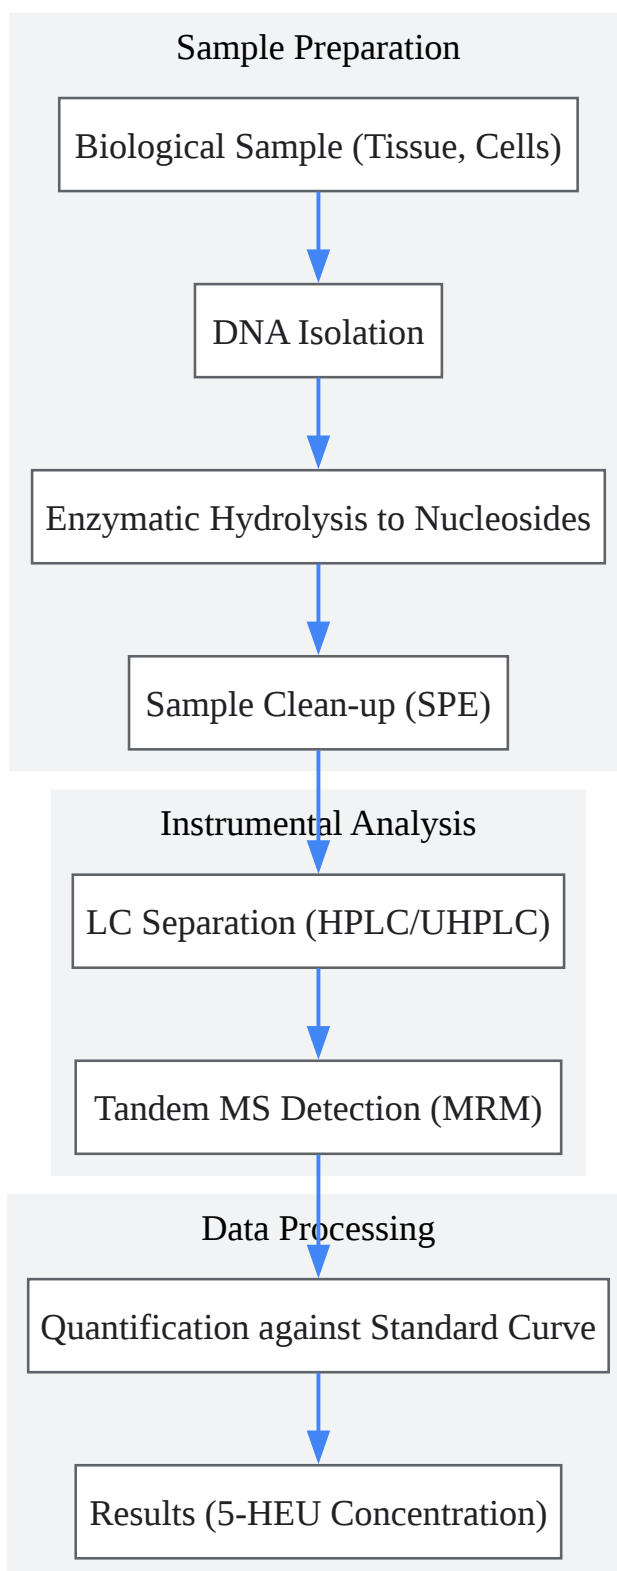 Sample Preparation
Biological Sample (Tissue, Cells)
DNA Isolation
Enzymatic Hydrolysis to Nucleosides
Sample Clean-up (SPE)
Instrumental Analysis
LC Separation (HPLC/UHPLC)
Tandem MS Detection (MRM)
Data Processing
Quantification against Standard Curve
Results (5-HEU Concentration)